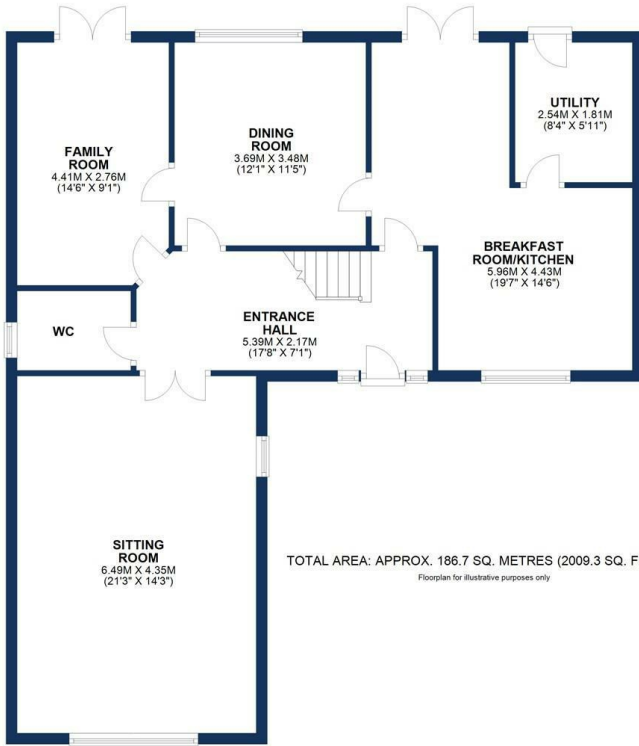 FAMILY
ROOM
4.41M X 2.76M
(14'6" X 9'1")
DINING
ROOM
3.69M X 3.48M
(12'1" X 11'5")
UTILITY
2.54M X 1.81M
(8'4" X 5'11")
BREAKFAST
ROOM/KITCHEN
5.96M X 4.43M
(19'7" X 14'6")
WC
ENTRANCE
HALL
5.39M X 2.17M
(17'8" X 7'1")
SITTING
ROOM
6.49M X 4.35M
(21'3" X 14'3")
TOTAL AREA: APPROX. 186.7 SQ. METRES (2009.3 SQ. F
Floorplan for illustrative purposes only